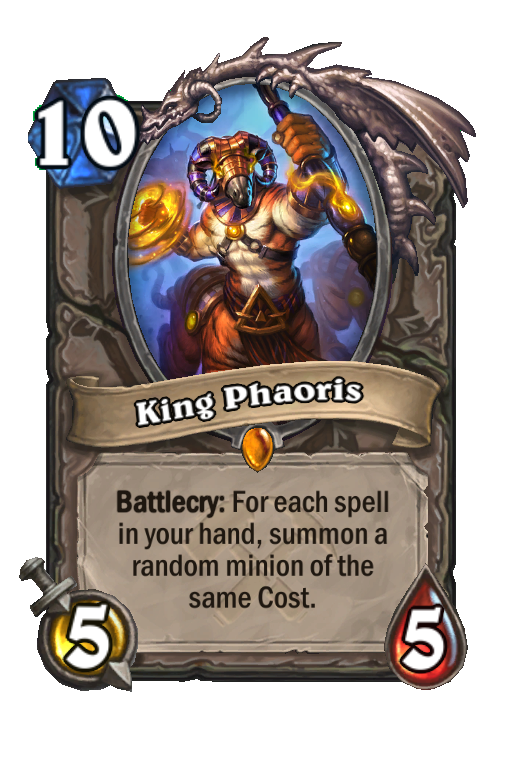 10
King Phaoris
Battlecry: For each spell
in your hand, summon a
random minion of the
same Cost.
5
5